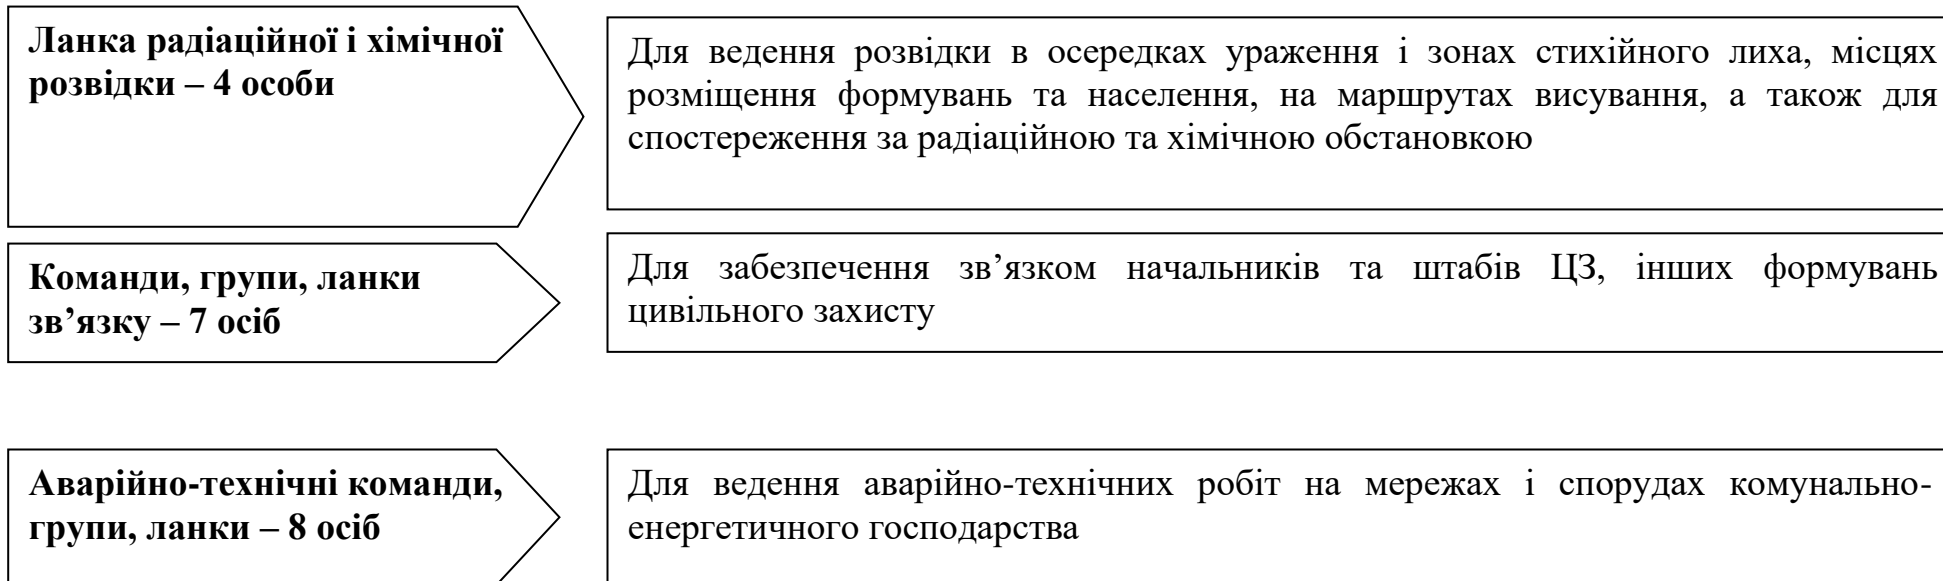 Ланка радіаційної і хімічної
розвідки – 4 особи
Для ведення розвідки в осередках ураження і зонах стихійного лиха, місцях
розміщення формувань та населення, на маршрутах висування, а також для
спостереження за радіаційною та хімічною обстановкою
Команди, групи, ланки
зв’язку – 7 осіб
Для забезпечення зв’язком начальників та штабів ЦЗ, інших формувань
цивільного захисту
Аварійно-технічні команди,
групи, ланки – 8 осіб
Для ведення аварійно-технічних робіт на мережах і спорудах комунально-
енергетичного господарства